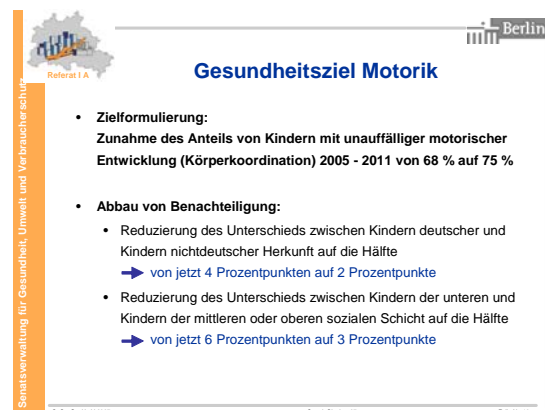 Berlin
Referat I A
Gesundheitsziel Motorik
Senatsverwaltung für Gesundheit, Umwelt und Verbraucherschutz
• Zielformulierung:
Zunahme des Anteils von Kindern mit unauffälliger motorischer
Entwicklung (Körperkoordination) 2005 - 2011 von 68 % auf 75 %
• Abbau von Benachteiligung:
• Reduzierung des Unterschieds zwischen Kindern deutscher und
Kindern nichtdeutscher Herkunft auf die Hälfte
von jetzt 4 Prozentpunkten auf 2 Prozentpunkte
• Reduzierung des Unterschieds zwischen Kindern der unteren und
Kindern der mittleren oder oberen sozialen Schicht auf die Hälfte
von jetzt 6 Prozentpunkten auf 3 Prozentpunkte